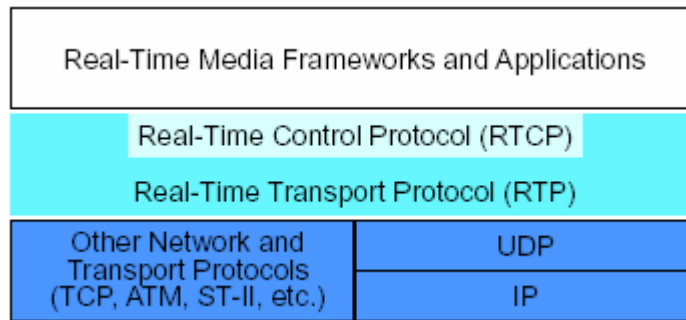 Real-Time Media Frameworks and Applications
Real-Time Control Protocol (RTCP)
Real-Time Transport Protocol (RTP)
Other Network and
Transport Protocols
(TCP, ATM, ST-II, etc.)
UDP
IP